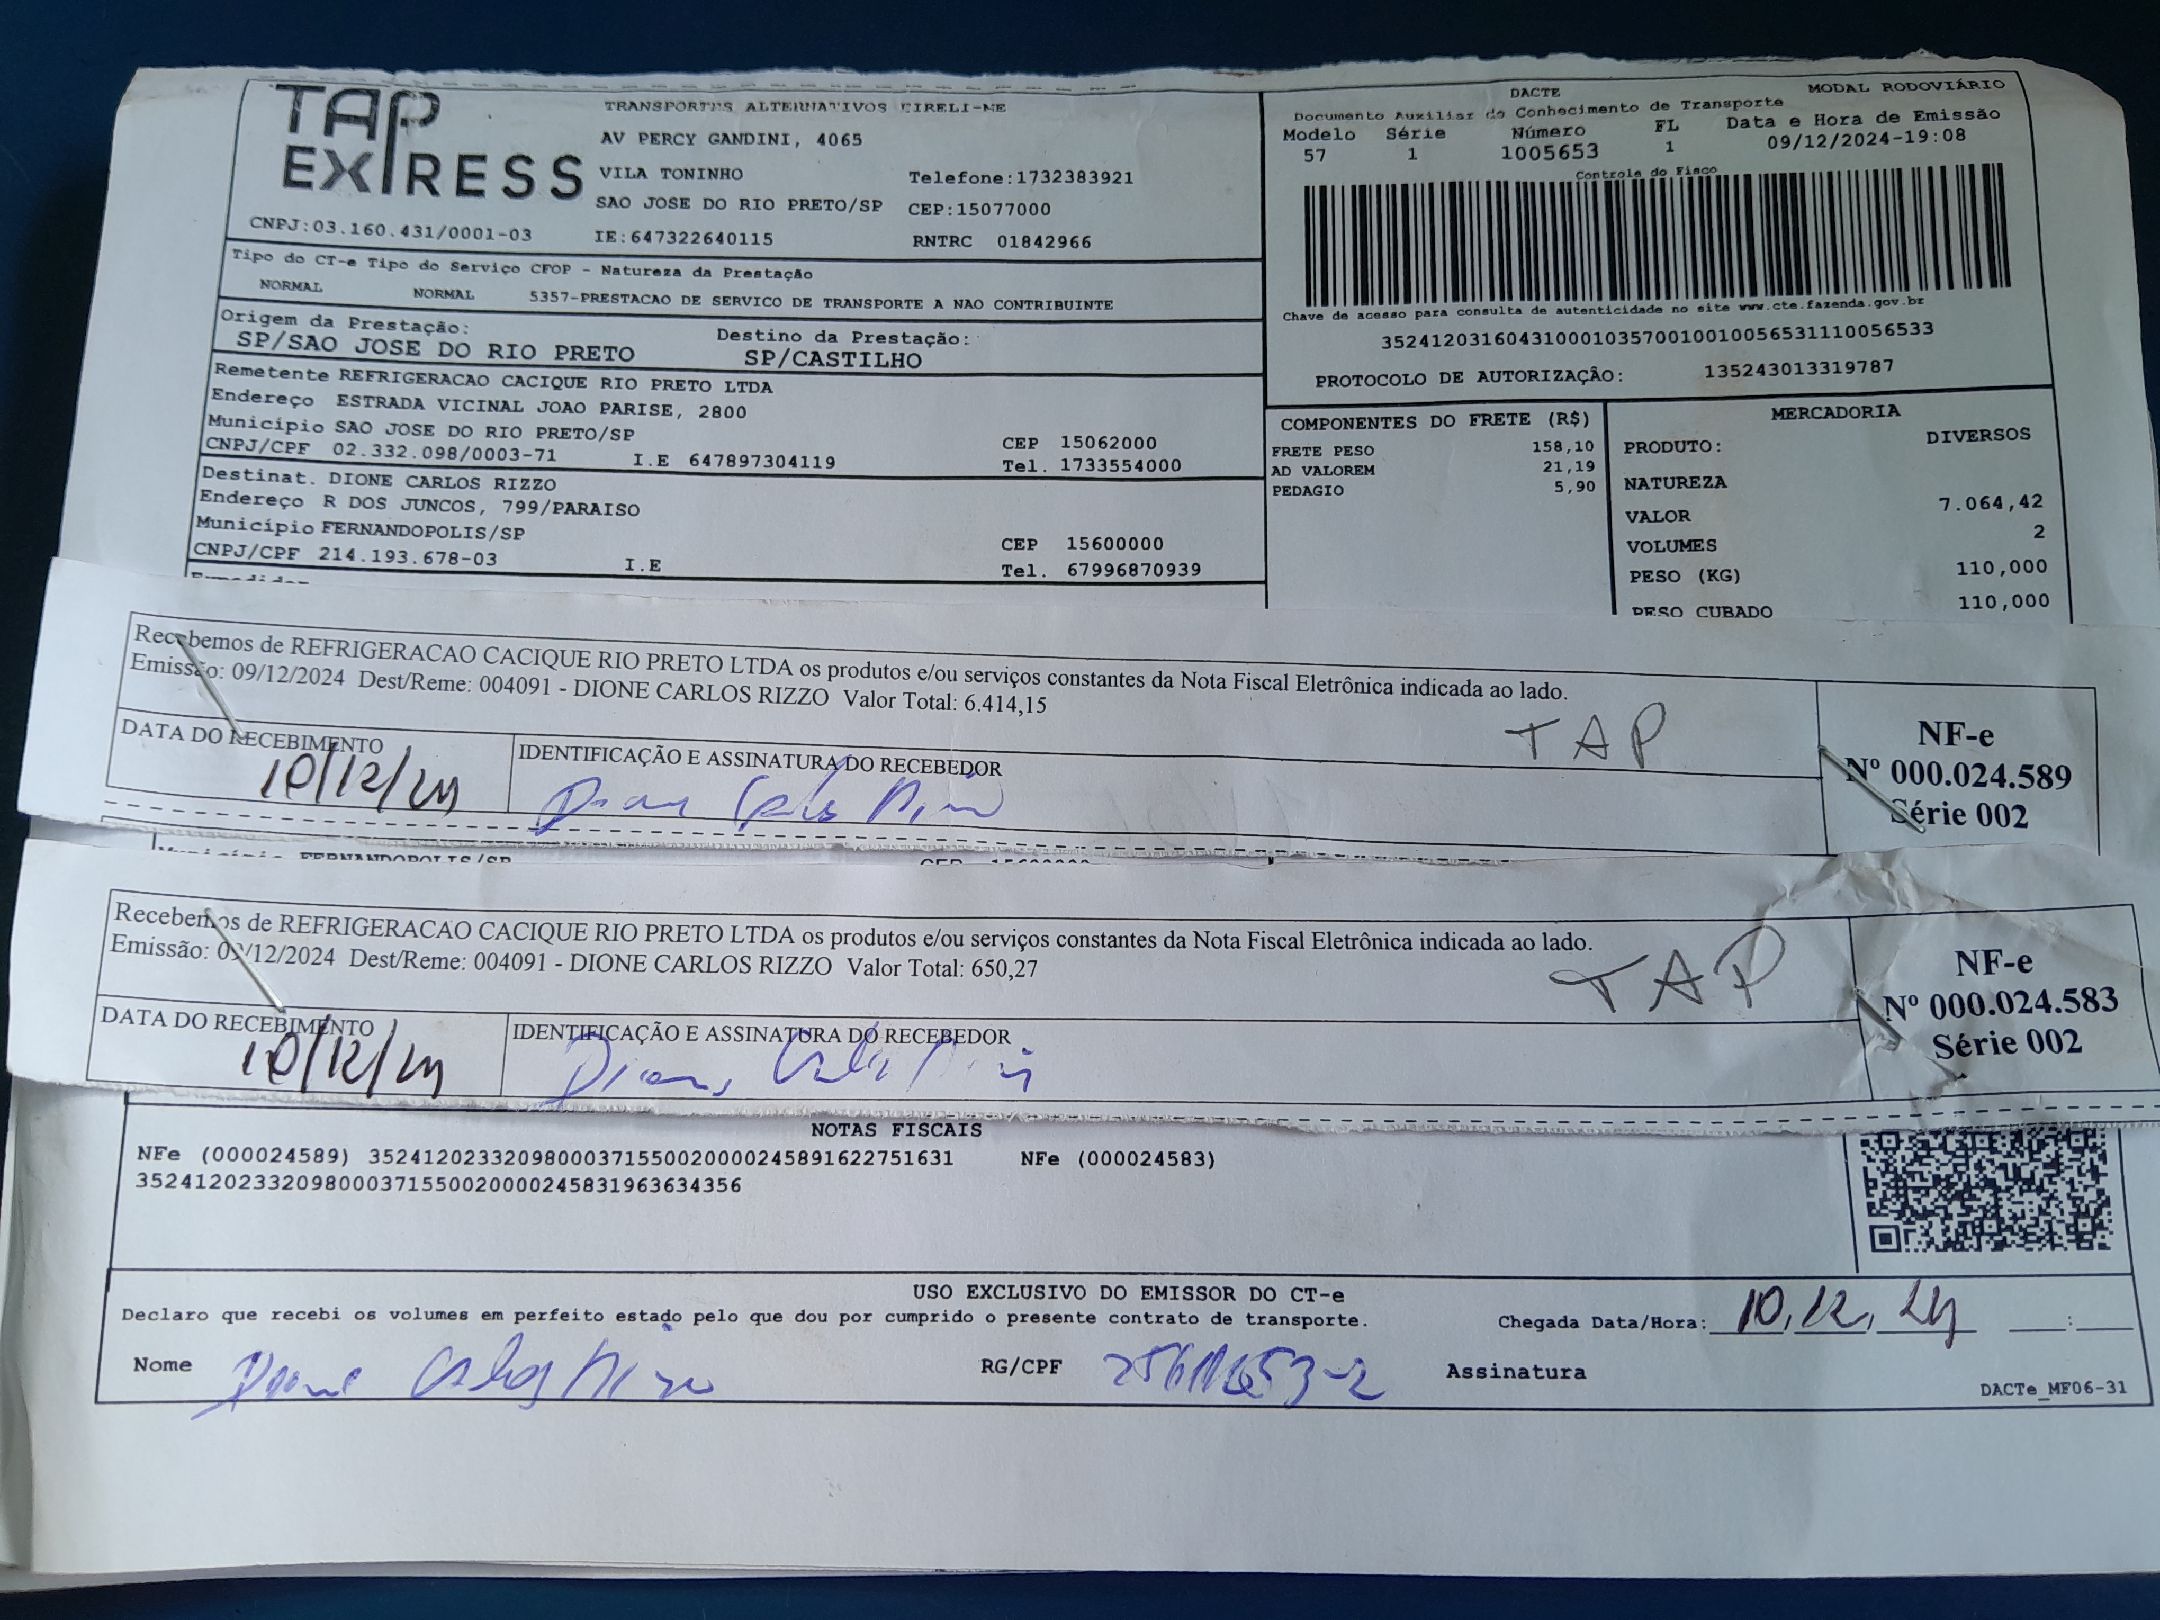 TAP EXPRESS
TRANSPORTES ALTERNATIVOS EIRELI-ME
AV PERCY GANDINI, 4065
VILA TONINHO Telefone:1732383921
SAO JOSE DO RIO PRETO/SP CEP:15077000
CNPJ:03.160.431/0001-03 IE:647322640115 RNTRC 01842966
DACTE MODAL RODOVIÁRIO
Documento Auxiliar do Conhecimento de Transporte
Modelo Série Número FL Data e Hora de Emissão
57 1 1005653 1 09/12/2024-19:08
Controle do Fisco
Chave de acesso para consulta de autenticidade no site www.cte.fazenda.gov.br
35241203160431000103570010010056531110056533
PROTOCOLO DE AUTORIZAÇÃO: 135243013319787
Tipo do CT-e Tipo do Serviço CFOP - Natureza da Prestação
NORMAL NORMAL 5357-PRESTACAO DE SERVICO DE TRANSPORTE A NAO CONTRIBUINTE
Origem da Prestação: Destino da Prestação:
SP/SAO JOSE DO RIO PRETO SP/CASTILHO
Remetente REFRIGERACAO CACIQUE RIO PRETO LTDA
Endereço ESTRADA VICINAL JOAO PARISE, 2800
Município SAO JOSE DO RIO PRETO/SP CEP 15062000
CNPJ/CPF 02.332.098/0003-71 I.E 647897304119 Tel. 1733554000
Destinat. DIONE CARLOS RIZZO
Endereço R DOS JUNCOS, 799/PARAISO
Município FERNANDOPOLIS/SP CEP 15600000
CNPJ/CPF 214.193.678-03 I.E Tel. 67996870939
COMPONENTES DO FRETE (R$)
FRETE PESO 158,10
AD VALOREM 21,19
PEDAGIO 5,90
MERCADORIA
PRODUTO: DIVERSOS
NATUREZA
VALOR 7.064,42
VOLUMES 2
PESO (KG) 110,000
PESO CUBADO 110,000
Recebemos de REFRIGERACAO CACIQUE RIO PRETO LTDA os produtos e/ou serviços constantes da Nota Fiscal Eletrônica indicada ao lado.
Emissão: 09/12/2024 Dest/Reme: 004091 - DIONE CARLOS RIZZO Valor Total: 6.414,15
TAP
DATA DO RECEBIMENTO IDENTIFICAÇÃO E ASSINATURA DO RECEBEDOR
10/12/24 Dione Carlos Rizzo
NF-e
Nº 000.024.589
Série 002
Município FERNANDOPOLIS/SP CEP 15600000
Recebemos de REFRIGERACAO CACIQUE RIO PRETO LTDA os produtos e/ou serviços constantes da Nota Fiscal Eletrônica indicada ao lado.
Emissão: 09/12/2024 Dest/Reme: 004091 - DIONE CARLOS RIZZO Valor Total: 650,27
TAP
DATA DO RECEBIMENTO IDENTIFICAÇÃO E ASSINATURA DO RECEBEDOR
10/12/24 Dione Carlos Rizzo
NF-e
Nº 000.024.583
Série 002
NOTAS FISCAIS
NFe (000024589) 35241202332098000371550020000245891622751631 NFe (000024583)
35241202332098000371550020000245831963634356
USO EXCLUSIVO DO EMISSOR DO CT-e
Declaro que recebi os volumes em perfeito estado pelo que dou por cumprido o presente contrato de transporte. Chegada Data/Hora: 10, 12, 24 :
Nome Dione Carlos Rizzo RG/CPF Assinatura
DACTe_MF06-31